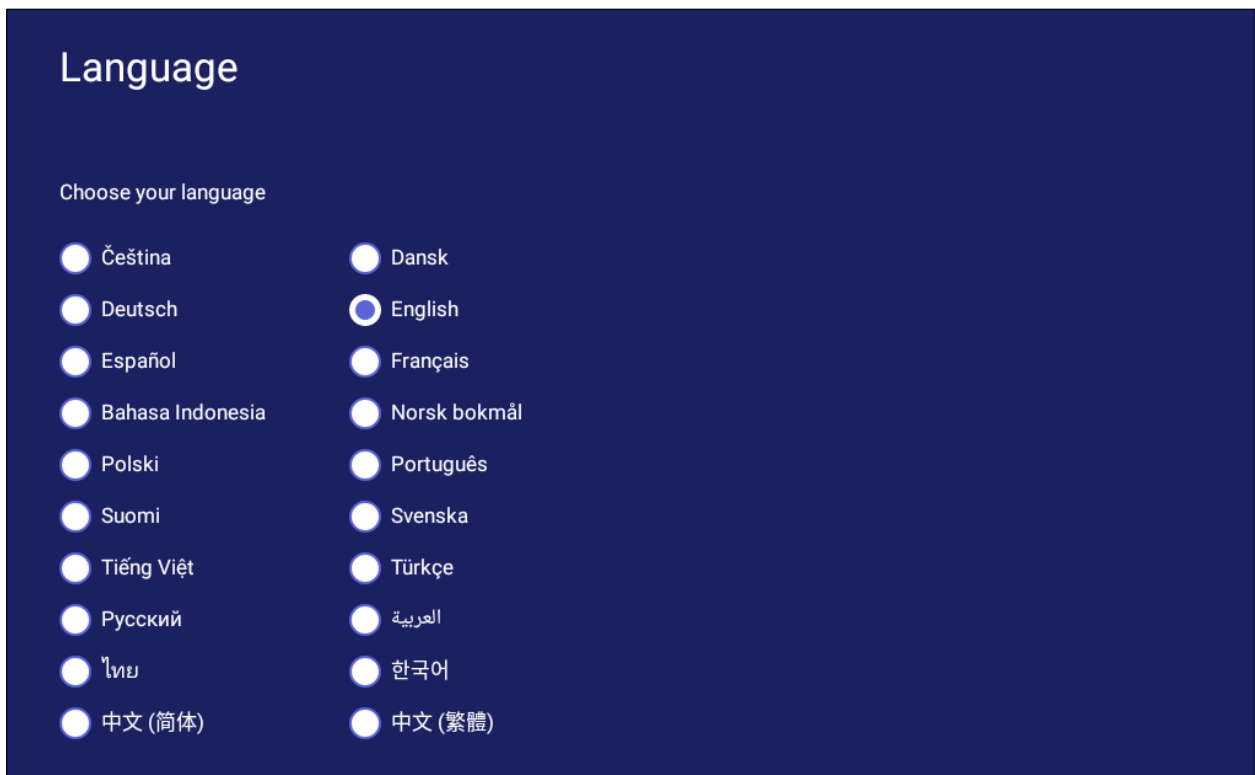 Language
Choose your language
Čeština Dansk
Deutsch English
Español Français
Bahasa Indonesia Norsk bokmål
Polski Português
Suomi Svenska
Tiếng Việt Türkçe
Русский العربية
ไทย 한국어
中文 (简体) 中文 (繁體)